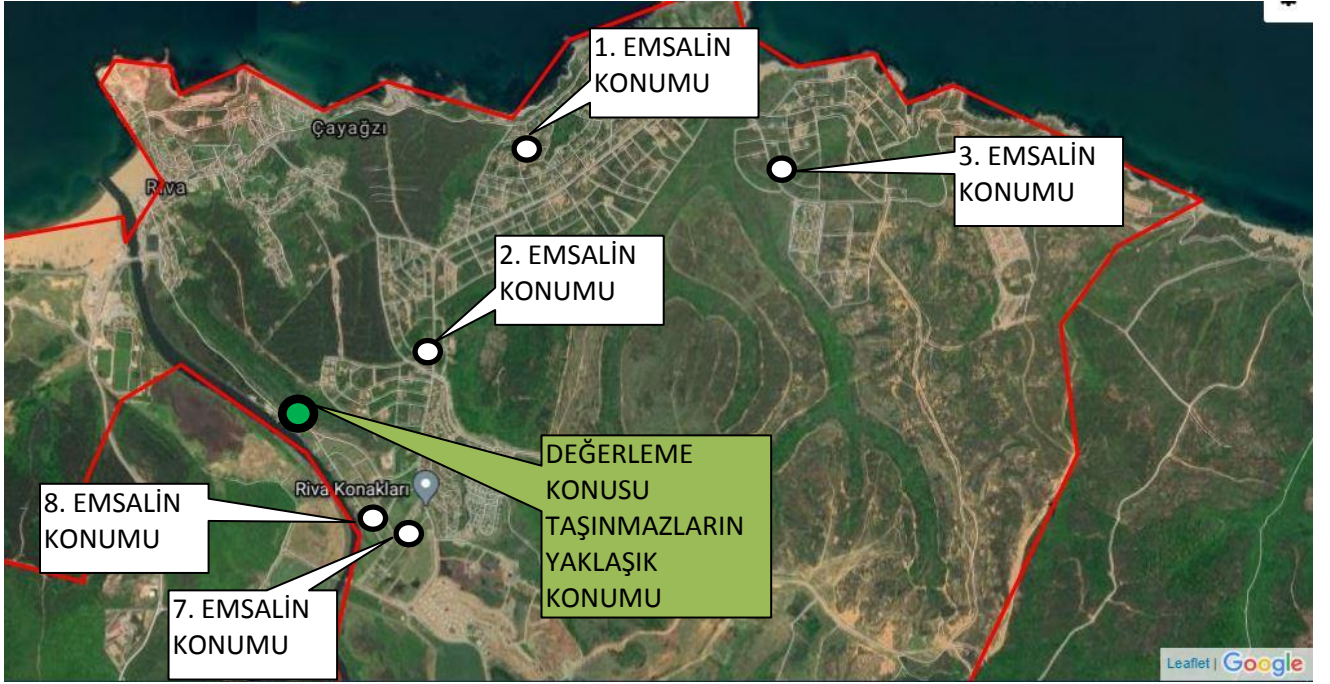 1. EMSALİN
KONUMU
Çayağzı
3. EMSALİN
KONUMU
Riva
2. EMSALİN
KONUMU
DEĞERLEME
KONUSU
TAŞINMAZLARIN
YAKLAŞIK
KONUMU
Riva Konakları
8. EMSALİN
KONUMU
7. EMSALİN
KONUMU
Leaflet | Google